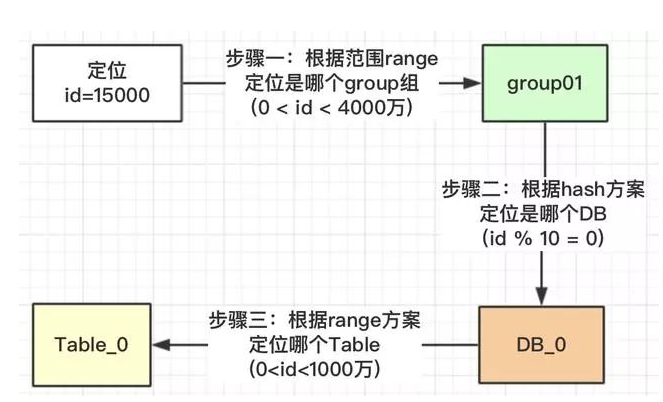 定位
id=15000
步骤一：根据范围range
定位是哪个group组
（0 < id < 4000万）
group01
步骤二：根据hash方案
定位是哪个DB
（id % 10 = 0）
DB_0
步骤三：根据range方案
定位哪个Table
（0<id<1000万）
Table_0